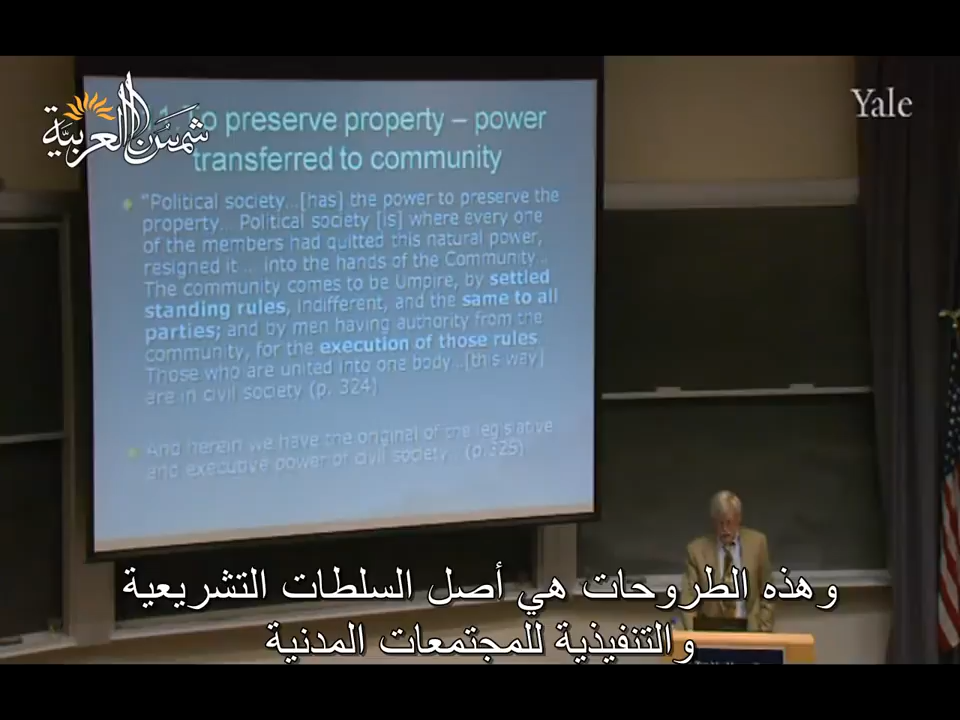 شمسُنا العربيَّة
Yale
to preserve property – power
transferred to community
"Political society...[has] the power to preserve the
property... Political society [is] where every one
of the members had quitted this natural power,
resigned it ... into the hands of the Community...
The community comes to be Umpire, by settled
standing rules, indifferent, and the same to all
parties; and by men having authority from the
community, for the execution of those rules
Those who are united into one body...[this way]
are in civil society (p. 324)
And herein we have the original of the legislative
and executive power of civil society (p.325)
وهذه الطروحات هي أصل السلطات التشريعية
والتنفيذية للمجتمعات المدنية